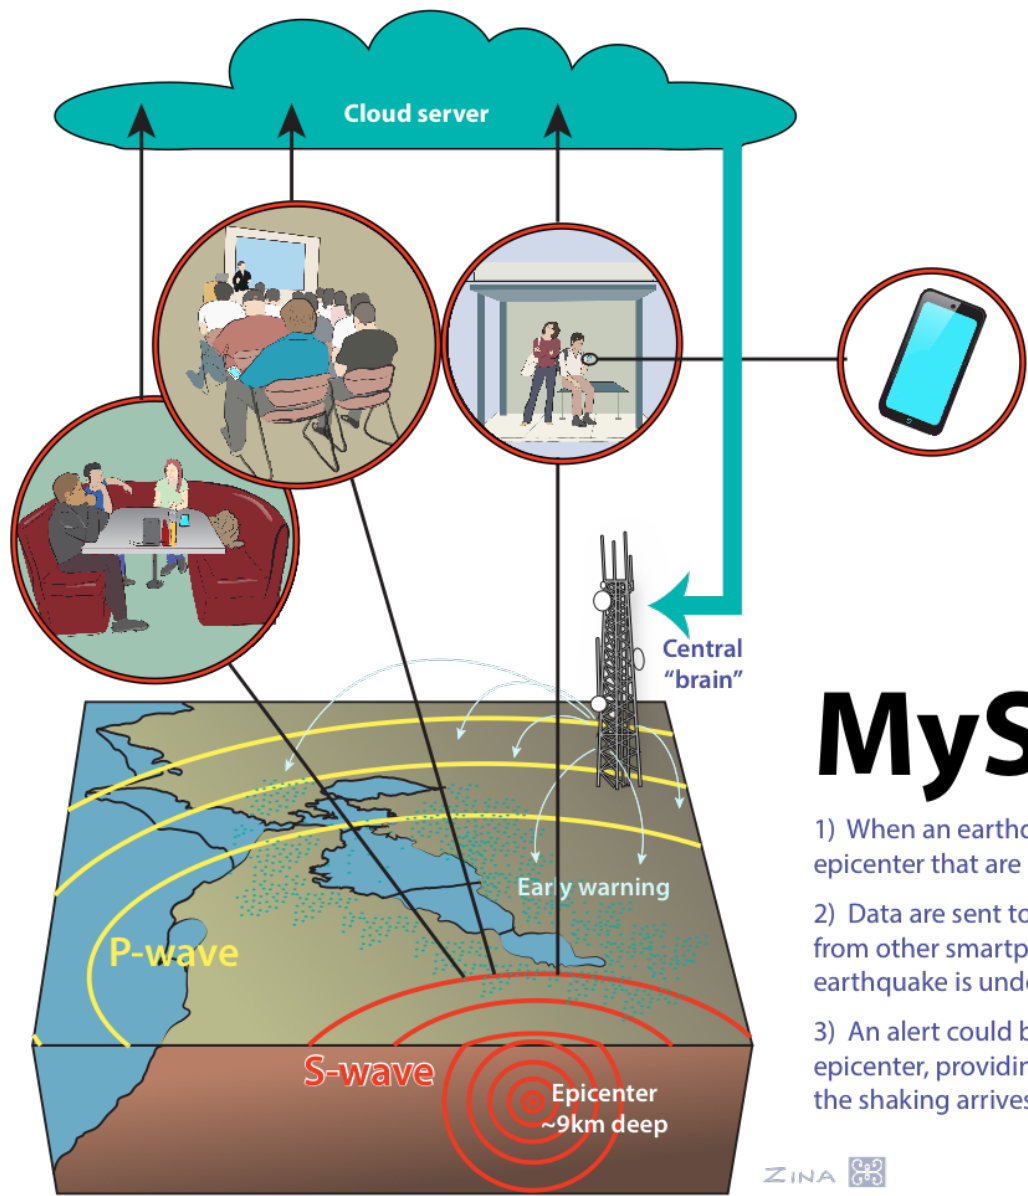 Cloud server
Central
"brain"
Early warning
P-wave
S-wave
Epicenter
~9km deep
MyS
1) When an earthq
epicenter that are
2) Data are sent to
from other smartp
earthquake is unde
3) An alert could b
epicenter, providin
the shaking arrives
ZINA